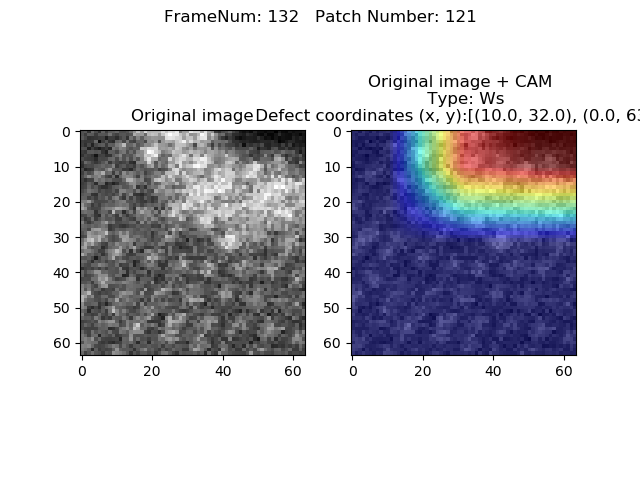 FrameNum: 132   Patch Number: 121
Original image + CAM
Type: Ws
Original image
Defect coordinates (x, y):[(10.0, 32.0), (0.0, 63
0
10
20
30
40
50
60
0 20 40 60
0
10
20
30
40
50
60
0 20 40 60